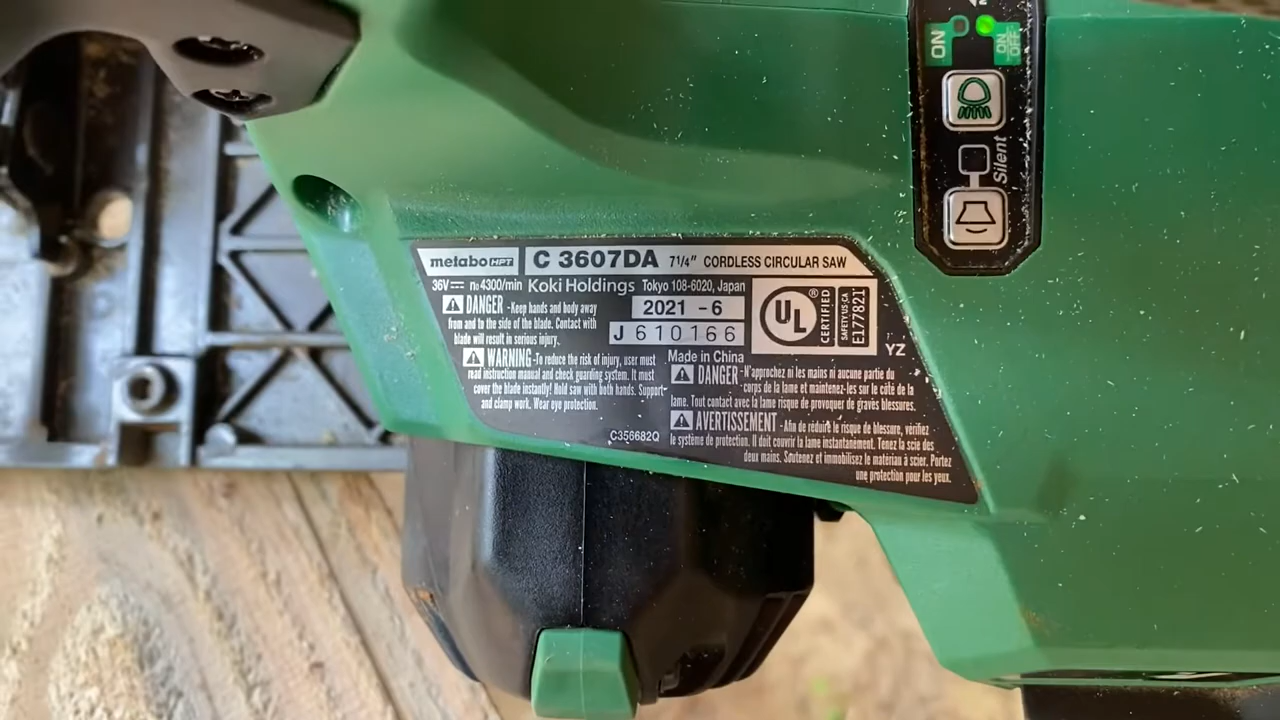 ON
ON
OFF
Silent
metabo HPT C 3607DA 7 1/4" CORDLESS CIRCULAR SAW
36V⎓ n₀4300/min Koki Holdings Tokyo 108-6020, Japan
DANGER -Keep hands and body away
from and to the side of the blade. Contact with
blade will result in serious injury.
WARNING -To reduce the risk of injury, user must
read instruction manual and check guarding system. It must
cover the blade instantly! Hold saw with both hands. Support
and clamp work. Wear eye protection.
C356682Q
2021 - 6
J610166
Made in China
UL ®
CERTIFIED
SAFETY US-CA
E177821
YZ
DANGER -N'approchez ni les mains ni aucune partie du
corps de la lame et maintenez-les sur le côté de la
lame. Tout contact avec la lame risque de provoquer de graves blessures.
AVERTISSEMENT -Afin de réduire le risque de blessure, vérifiez
le système de protection. Il doit couvrir la lame instantanément. Tenez la scie des
deux mains. Soutenez et immobilisez le matériau à scier. Portez
une protection pour les yeux.